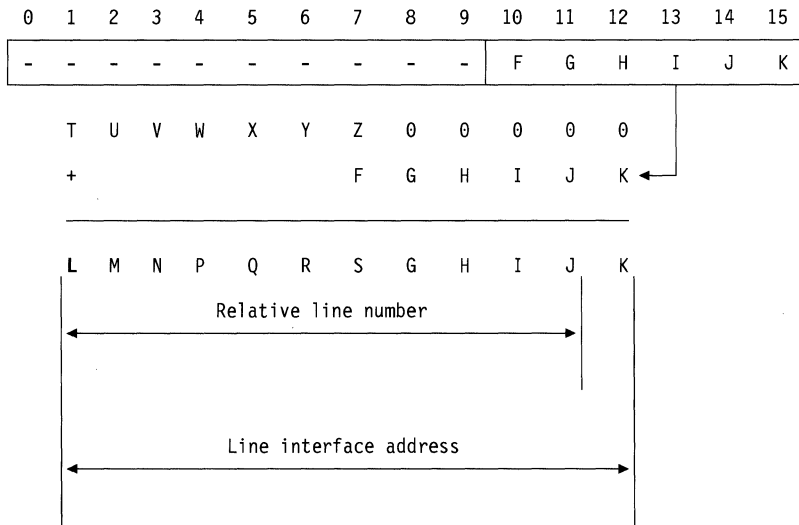 0 1 2 3 4 5 6 7 8 9 10 11 12 13 14 15
- - - - - - - - - - F G H I J K
T U V W X Y Z 0 0 0 0 0
+ F G H I J K
L M N P Q R S G H I J K
Relative line number
Line interface address